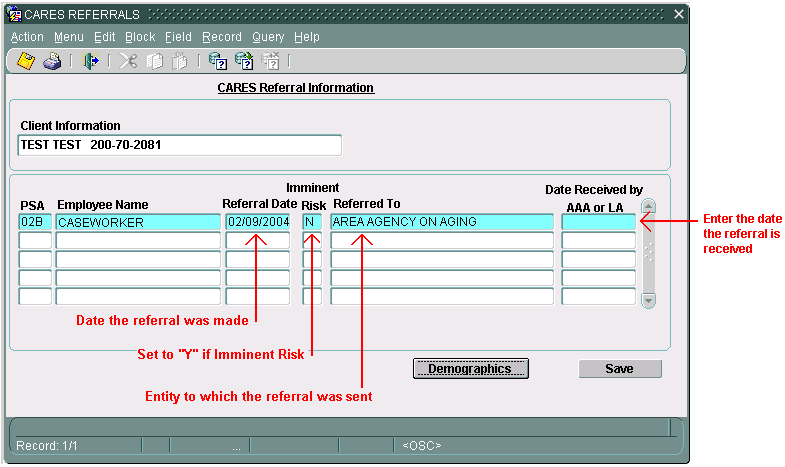 CARES REFERRALS
Action Menu Edit Block Field Record Query Help
CARES Referral Information
Client Information
TEST TEST 200-70-2081
PSA Employee Name Referral Date Imminent Risk Referred To Date Received by AAA or LA
02B CASEWORKER 02/09/2004 N AREA AGENCY ON AGING
Enter the date
the referral is
received
Date the referral was made
Set to "Y" if Imminent Risk
Entity to which the referral was sent
Demographics Save
Record: 1/1 ... <OSC>